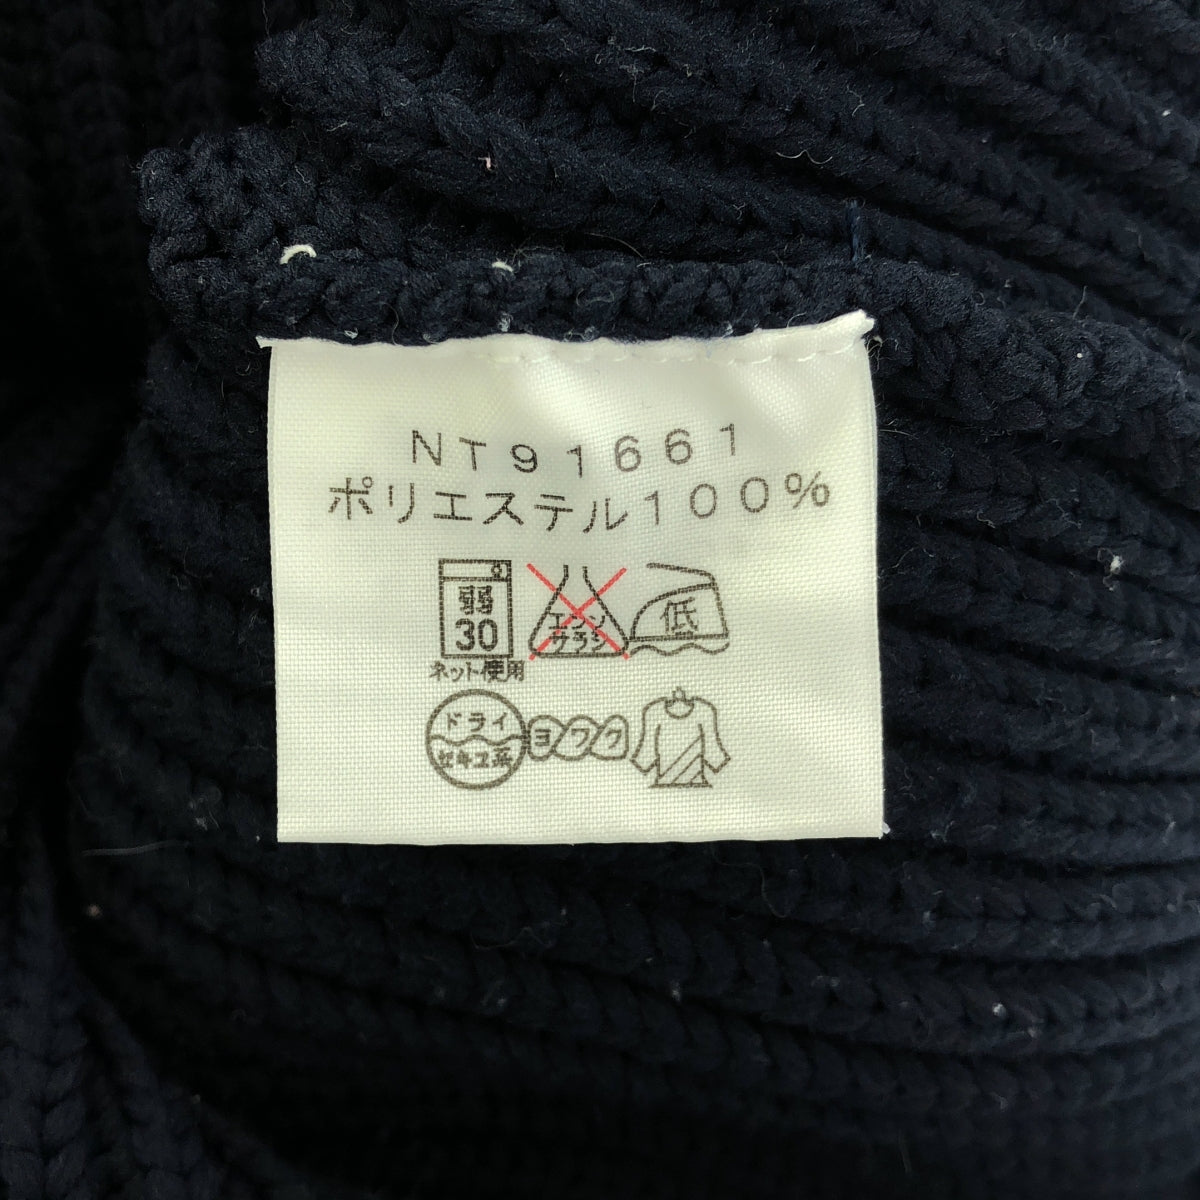 NT91661
ポリエステル100%
弱
30
ネット使用
エンソ
サラシ
低
ドライ
セキユ系
ヨワク